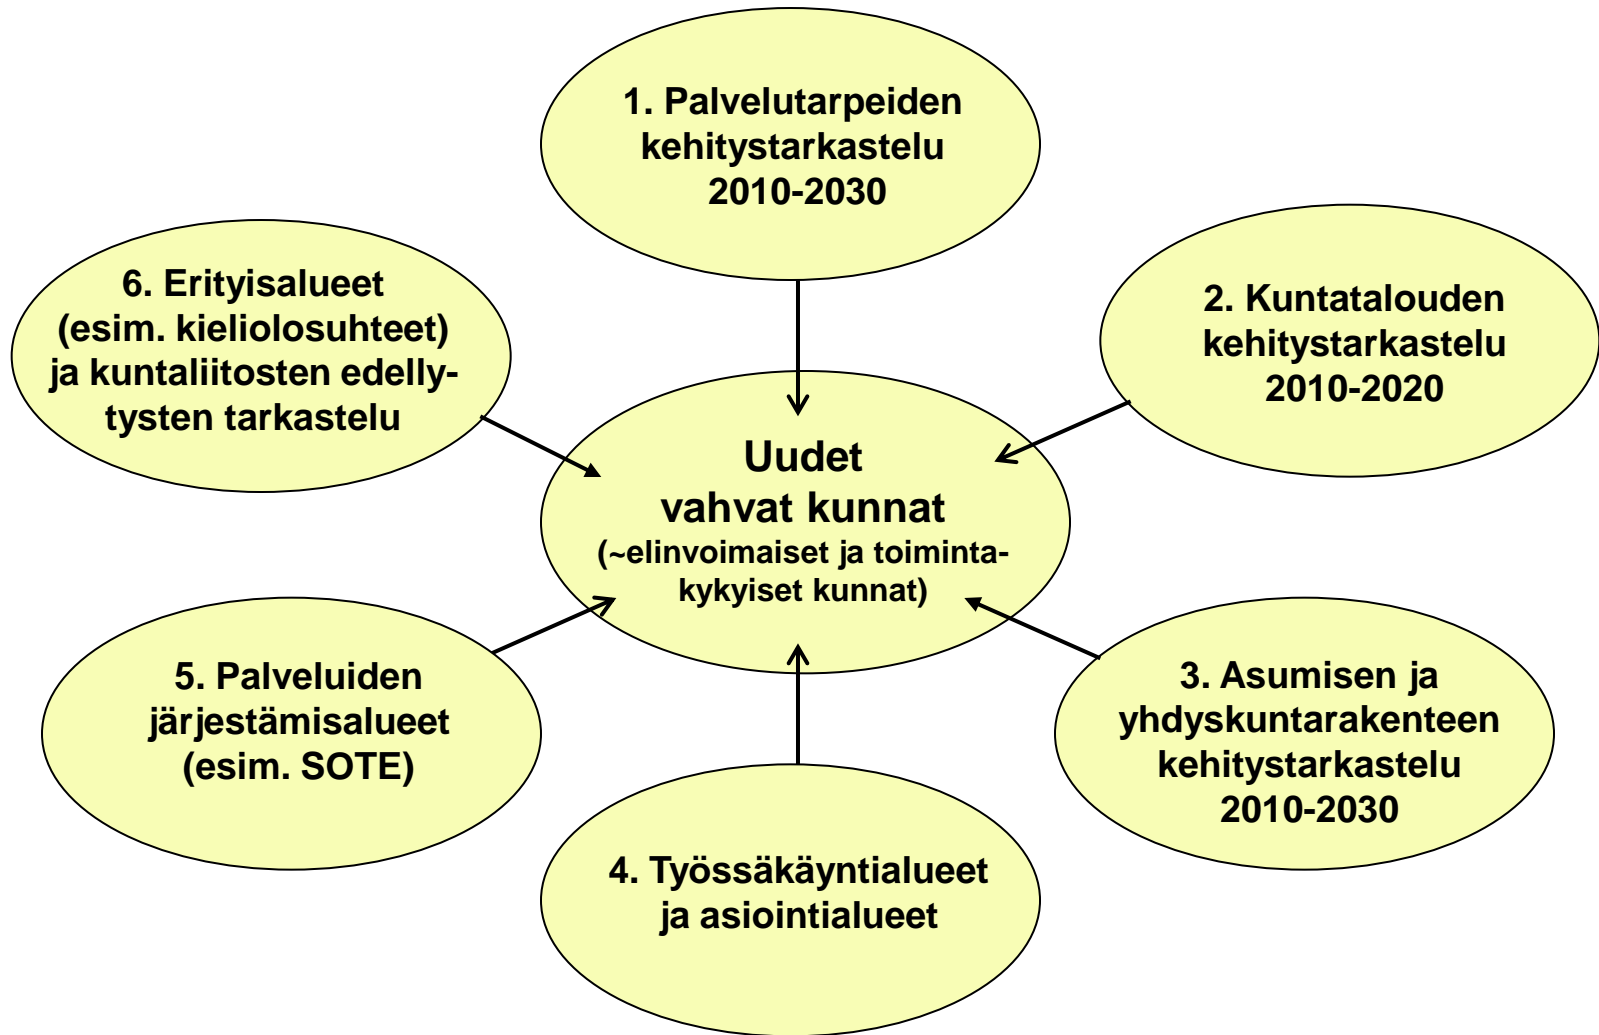 1. Palvelutarpeiden
kehitystarkastelu
2010-2030
2. Kuntatalouden
kehitystarkastelu
2010-2020
3. Asumisen ja
yhdyskuntarakenteen
kehitystarkastelu
2010-2030
4. Työssäkäyntialueet
ja asiointialueet
5. Palveluiden
järjestämisalueet
(esim. SOTE)
6. Erityisalueet
(esim. kieliolosuhteet)
ja kuntaliitosten edelly-
tysten tarkastelu
Uudet
vahvat kunnat
(~elinvoimaiset ja toiminta-
kykyiset kunnat)